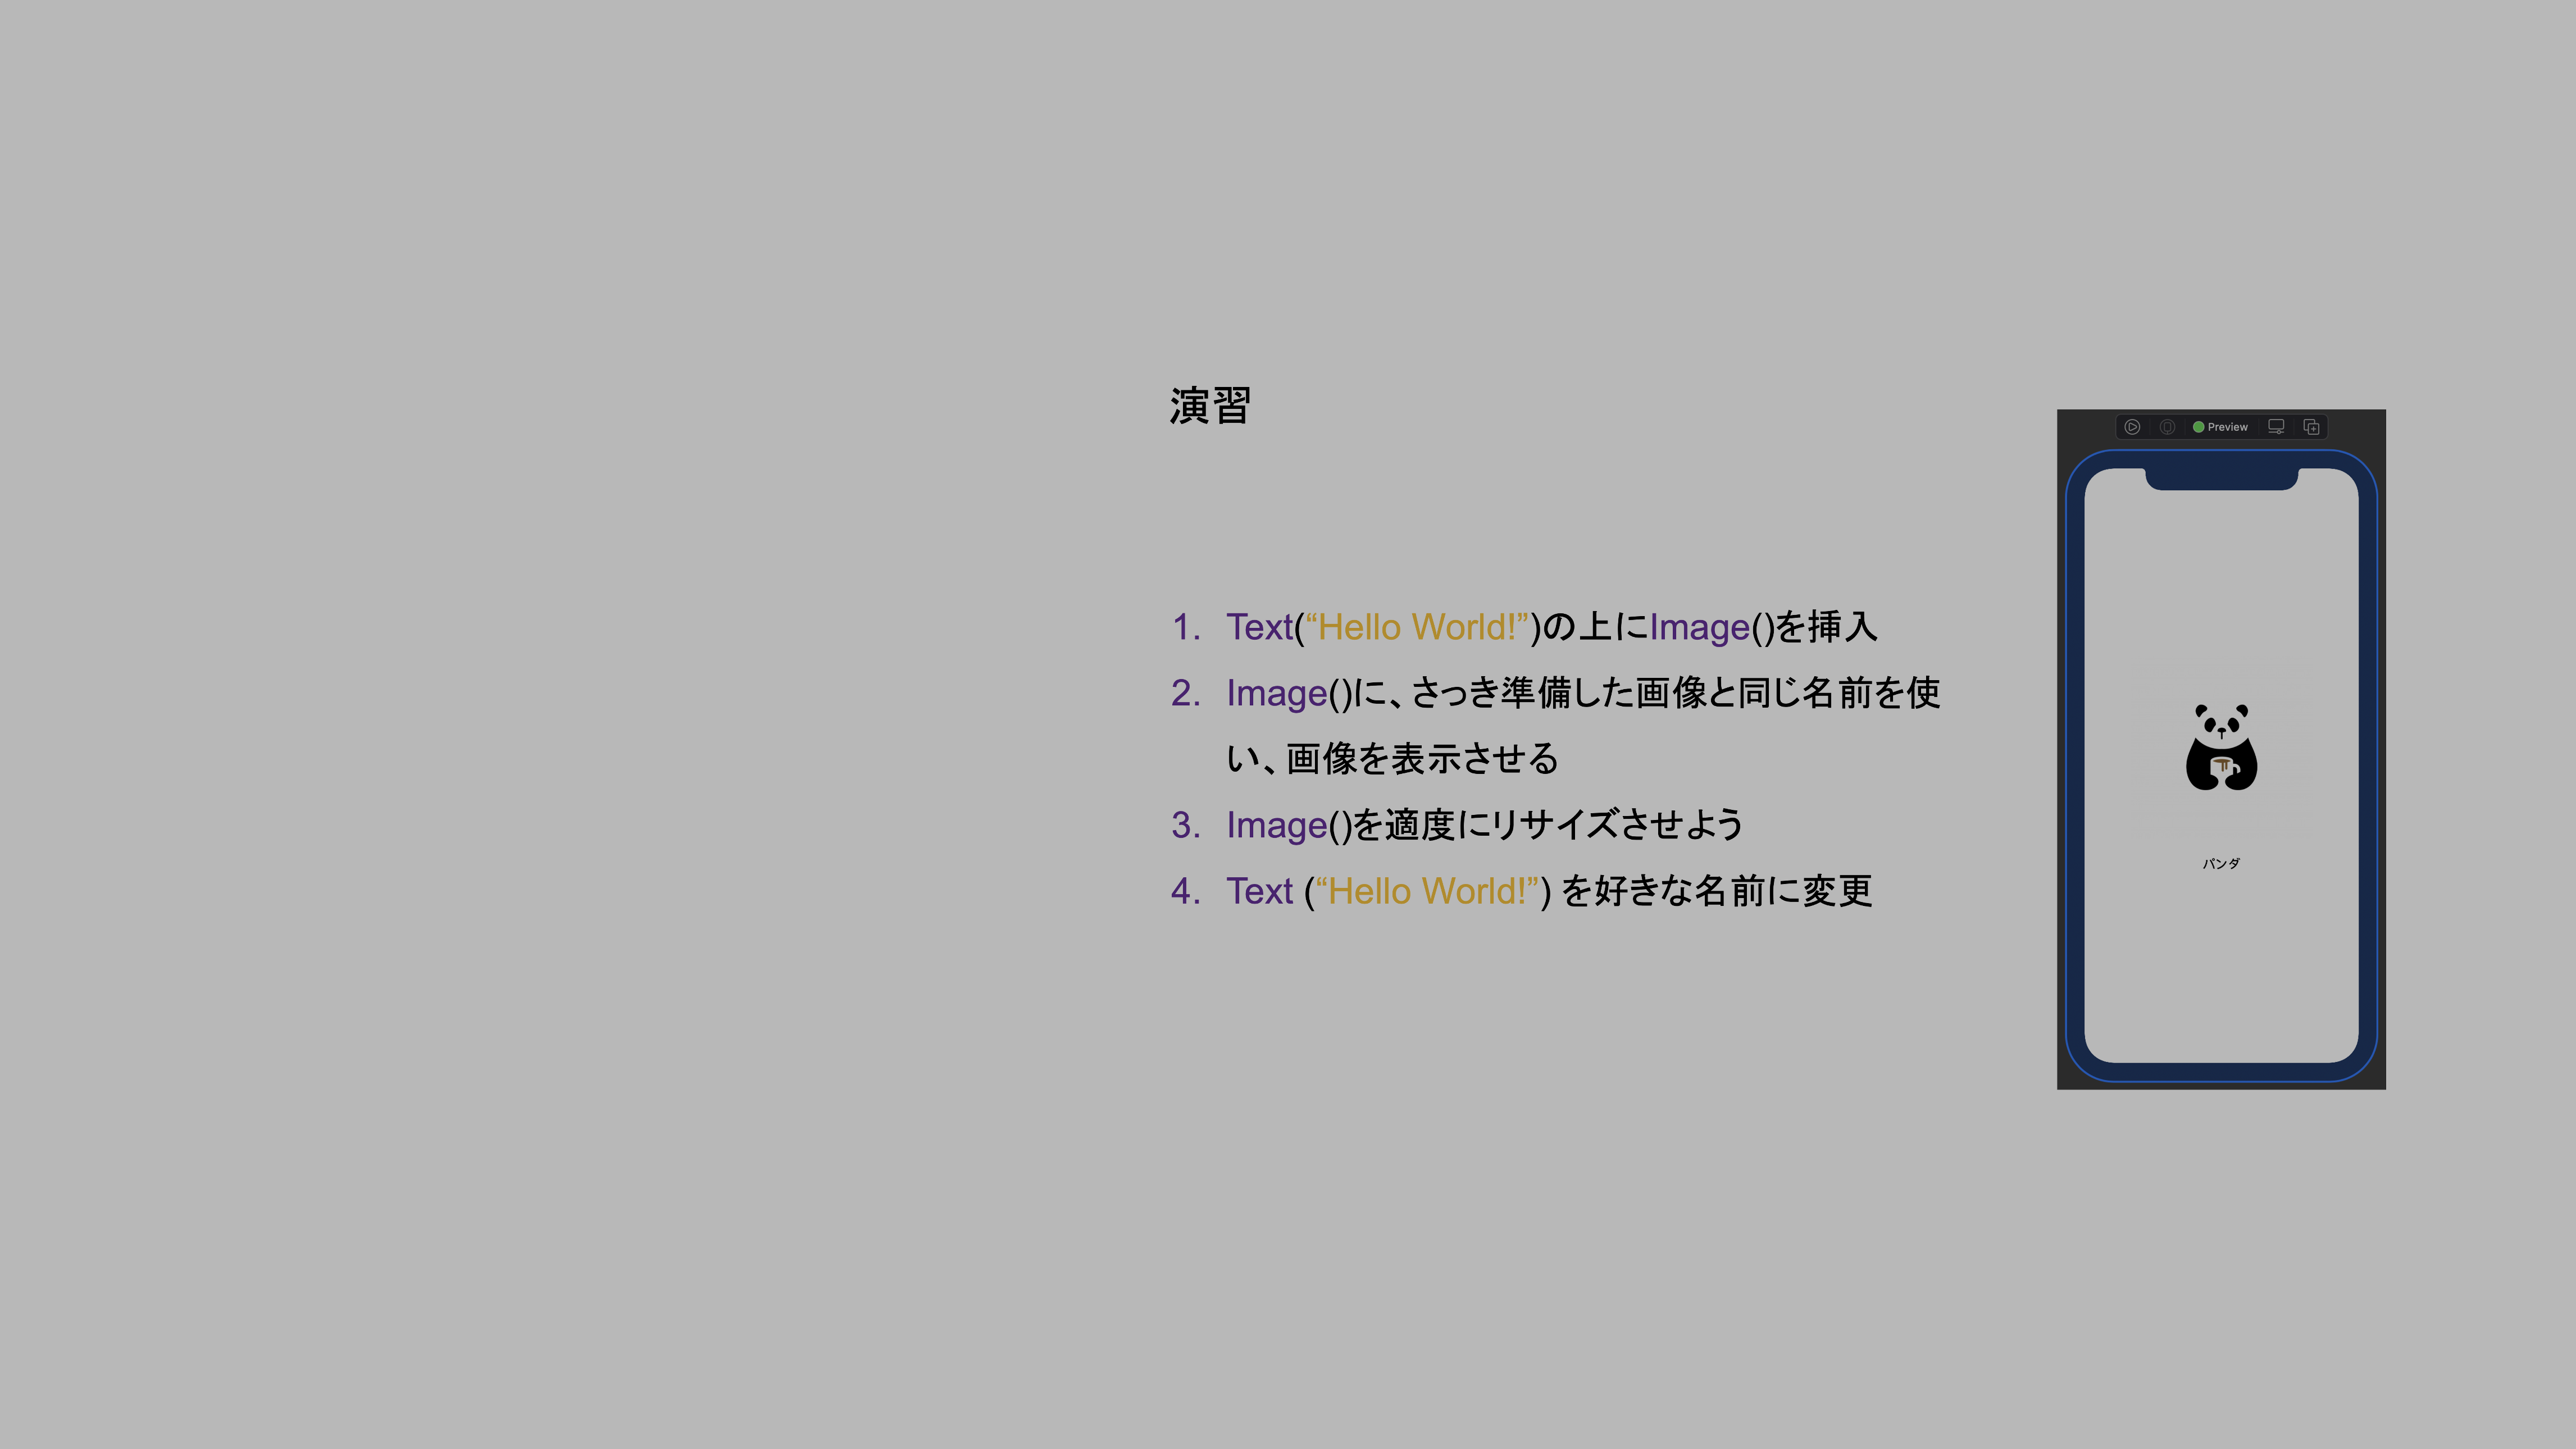 演習
1. Text(“Hello World!”)の上にImage()を挿入
2. Image()に、さっき準備した画像と同じ名前を使
い、画像を表示させる
3. Image()を適度にリサイズさせよう
4. Text (“Hello World!”) を好きな名前に変更
Preview
パンダ